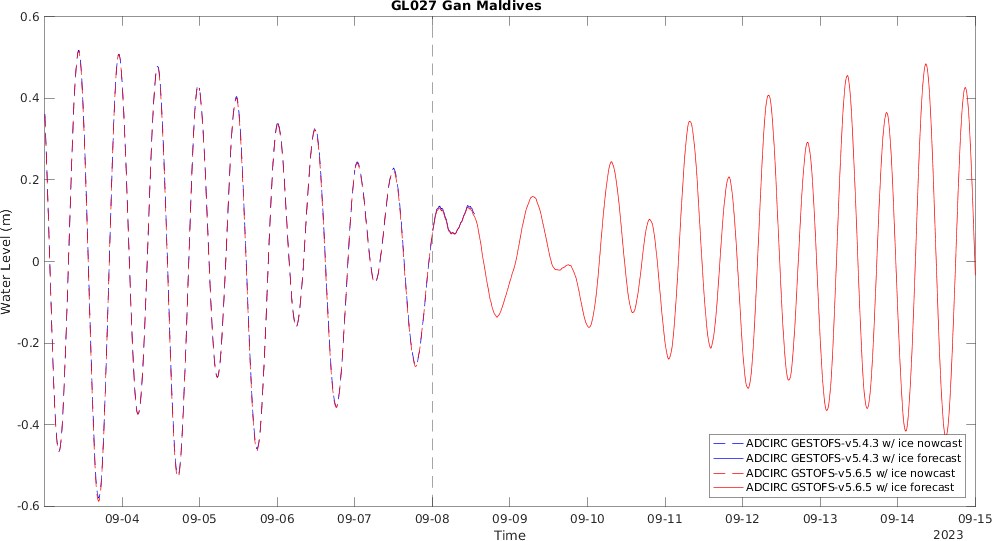 GL027 Gan Maldives
0.6
0.4
0.2
0
-0.2
-0.4
-0.6
Water Level (m)
ADCIRC GESTOFS-v5.4.3 w/ ice nowcast
ADCIRC GESTOFS-v5.4.3 w/ ice forecast
ADCIRC GSTOFS-v5.6.5 w/ ice nowcast
ADCIRC GSTOFS-v5.6.5 w/ ice forecast
09-04 09-05 09-06 09-07 09-08 09-09 09-10 09-11 09-12 09-13 09-14 09-15
Time
2023